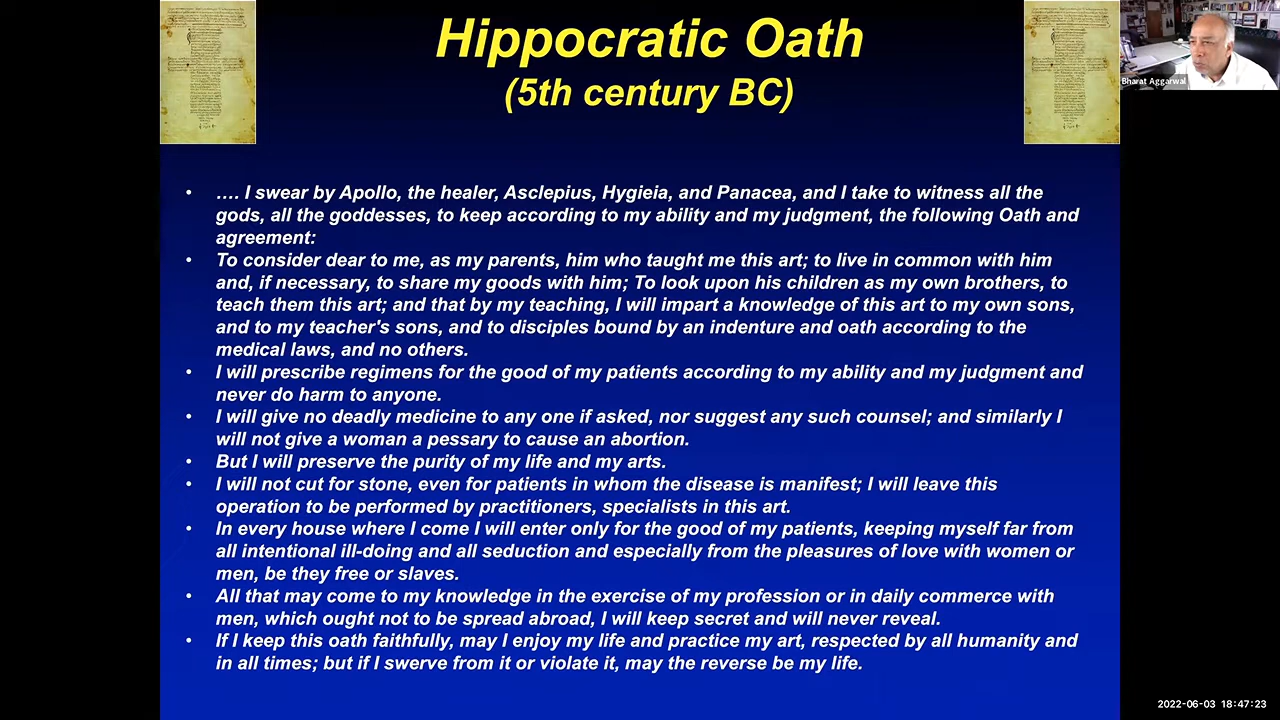 Hippocratic Oath
(5th century BC)
Bharat Aggarwal
• …. I swear by Apollo, the healer, Asclepius, Hygieia, and Panacea, and I take to witness all the
gods, all the goddesses, to keep according to my ability and my judgment, the following Oath and
agreement:
• To consider dear to me, as my parents, him who taught me this art; to live in common with him
and, if necessary, to share my goods with him; To look upon his children as my own brothers, to
teach them this art; and that by my teaching, I will impart a knowledge of this art to my own sons,
and to my teacher's sons, and to disciples bound by an indenture and oath according to the
medical laws, and no others.
• I will prescribe regimens for the good of my patients according to my ability and my judgment and
never do harm to anyone.
• I will give no deadly medicine to any one if asked, nor suggest any such counsel; and similarly I
will not give a woman a pessary to cause an abortion.
• But I will preserve the purity of my life and my arts.
• I will not cut for stone, even for patients in whom the disease is manifest; I will leave this
operation to be performed by practitioners, specialists in this art.
• In every house where I come I will enter only for the good of my patients, keeping myself far from
all intentional ill-doing and all seduction and especially from the pleasures of love with women or
men, be they free or slaves.
• All that may come to my knowledge in the exercise of my profession or in daily commerce with
men, which ought not to be spread abroad, I will keep secret and will never reveal.
• If I keep this oath faithfully, may I enjoy my life and practice my art, respected by all humanity and
in all times; but if I swerve from it or violate it, may the reverse be my life.
2022-06-03 18:47:23